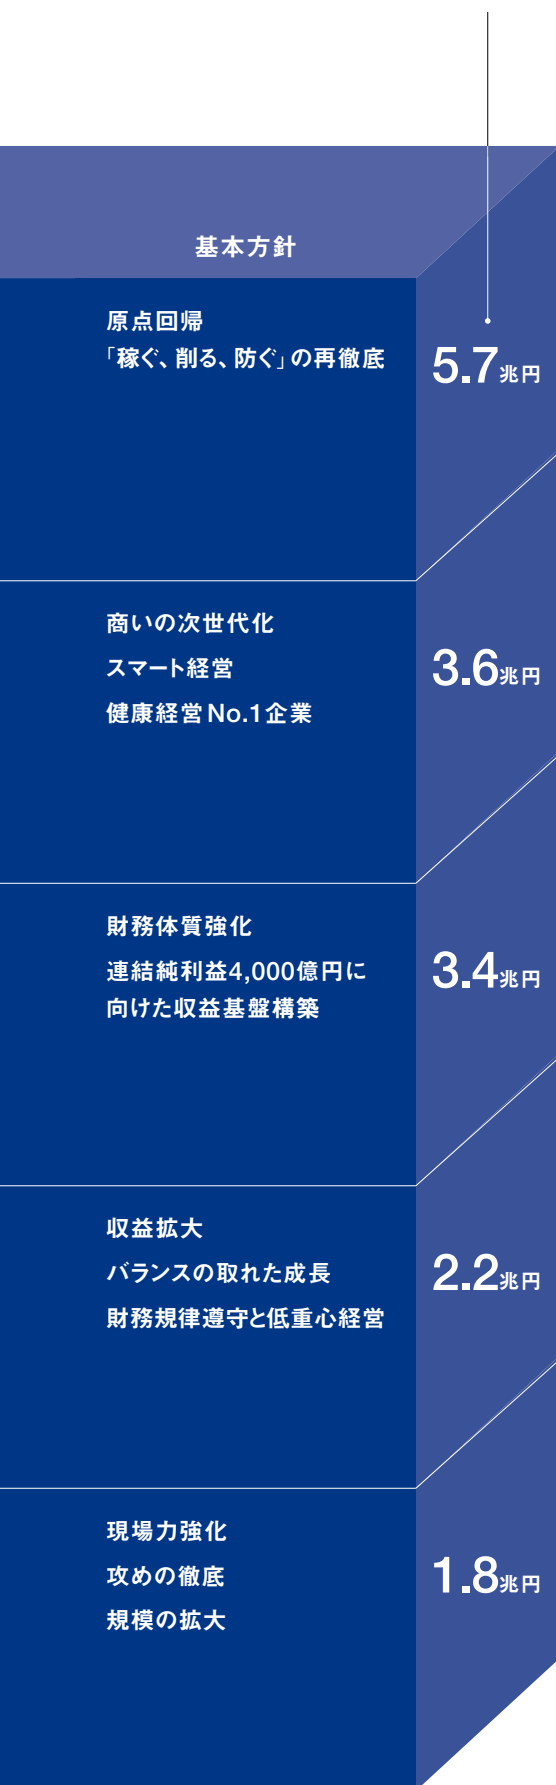 基本方針
原点回帰
「稼ぐ、削る、防ぐ」の再徹底
5.7兆円
商いの次世代化
スマート経営
健康経営No.1企業
3.6兆円
財務体質強化
連結純利益4,000億円に
向けた収益基盤構築
3.4兆円
収益拡大
バランスの取れた成長
財務規律遵守と低重心経営
2.2兆円
現場力強化
攻めの徹底
規模の拡大
1.8兆円